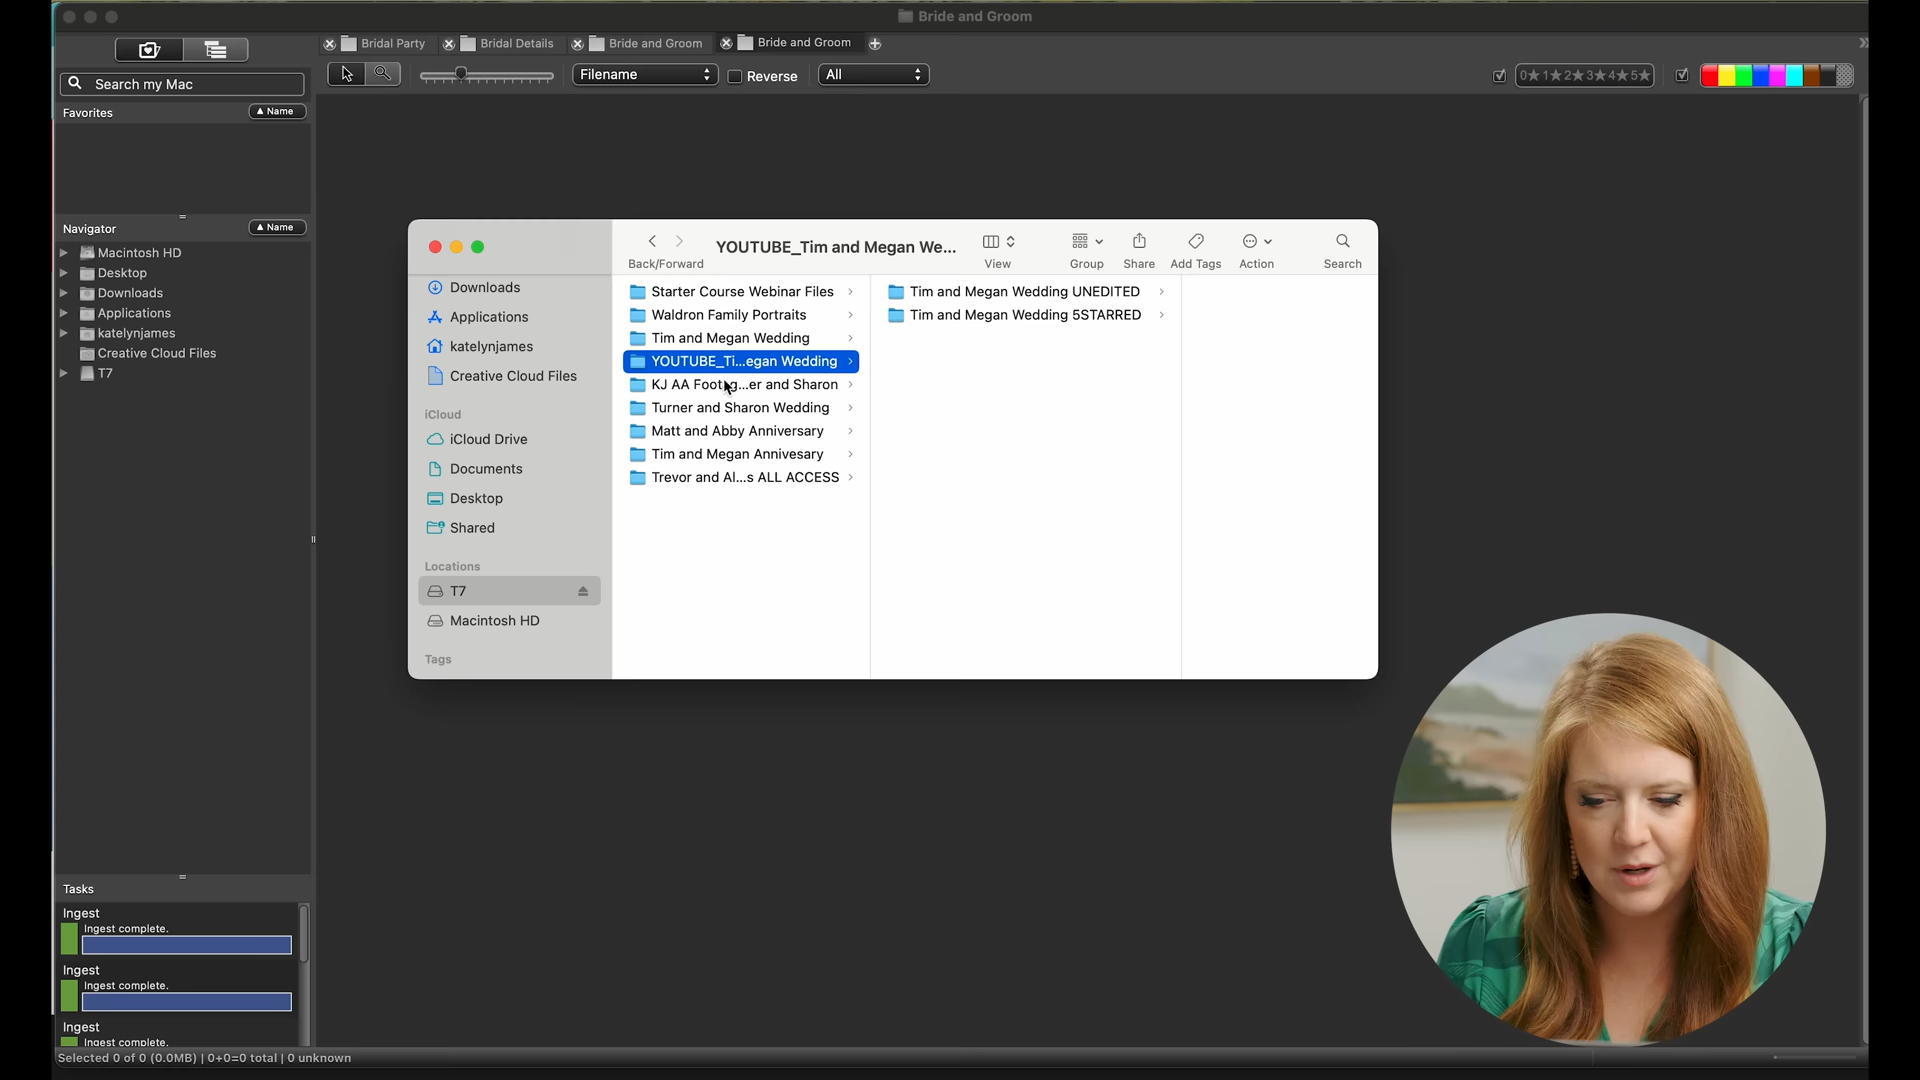 Bride and Groom
Bridal Party
Bridal Details
Bride and Groom
Bride and Groom
Search my Mac
Filename
Reverse
All
0★1★2★3★4★5★
Favorites
▲ Name
Navigator
▲ Name
Macintosh HD
Desktop
Downloads
Applications
katelynjames
Creative Cloud Files
T7
Back/Forward
YOUTUBE_Tim and Megan We...
View
Group
Share
Add Tags
Action
Search
Downloads
Applications
katelynjames
Creative Cloud Files
iCloud
iCloud Drive
Documents
Desktop
Shared
Locations
T7
Macintosh HD
Tags
Starter Course Webinar Files
Waldron Family Portraits
Tim and Megan Wedding
YOUTUBE_Ti...egan Wedding
KJ AA Footag...er and Sharon
Turner and Sharon Wedding
Matt and Abby Anniversary
Tim and Megan Annivesary
Trevor and Al...s ALL ACCESS
Tim and Megan Wedding UNEDITED
Tim and Megan Wedding 5STARRED
Tasks
Ingest
Ingest complete.
Ingest
Ingest complete.
Ingest
Ingest complete.
Selected 0 of 0 (0.0MB) | 0+0=0 total | 0 unknown